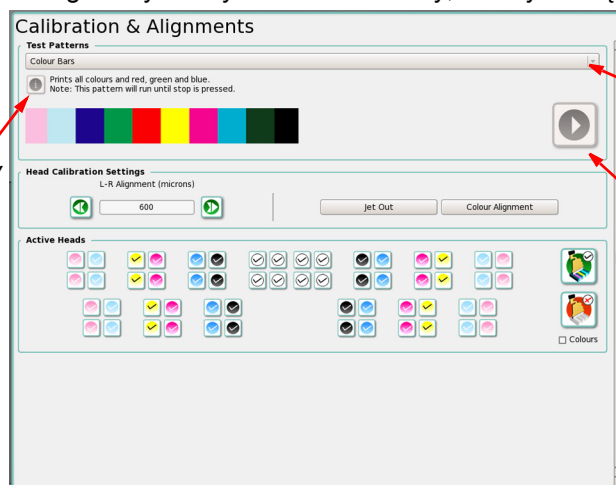 Calibration & Alignments
Test Patterns
Colour Bars
Prints all colours and red, green and blue.
Note: This pattern will run until stop is pressed.
Head Calibration Settings
L-R Alignment (microns)
600
Jet Out
Colour Alignment
Active Heads
Colours